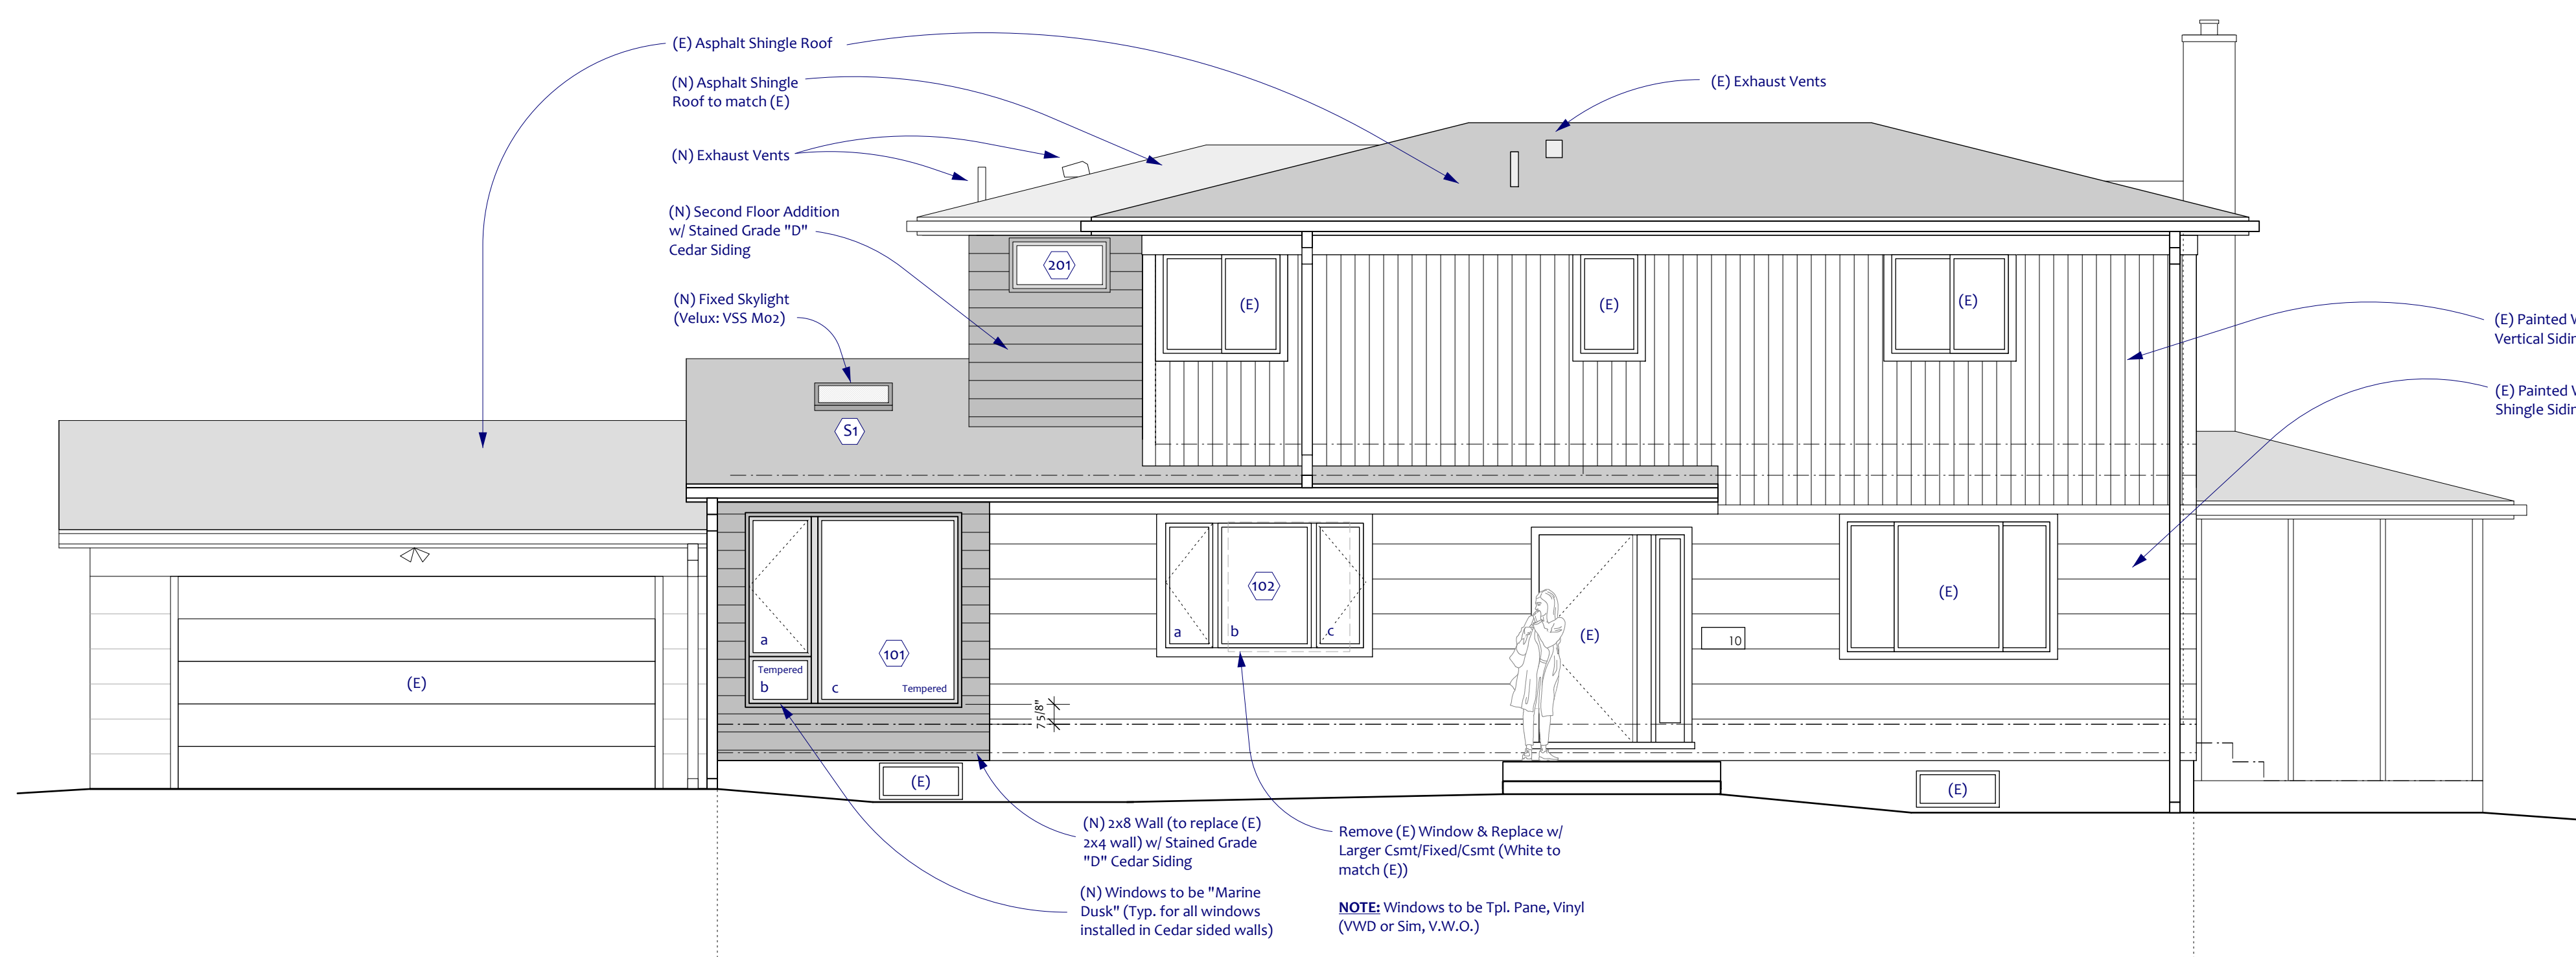 (E) Asphalt Shingle Roof
(N) Asphalt Shingle
Roof to match (E)
(E) Exhaust Vents
(N) Exhaust Vents
(N) Second Floor Addition
w/ Stained Grade "D"
Cedar Siding
201
(N) Fixed Skylight
(Velux: VSS M02)
(E)
(E)
(E)
(E) Painted
Vertical
(E) Painted
Shingle
S1
a
Tempered
b
101
c
Tempered
a
102
b
c
(E)
10
(E)
(E)
7 5/8"
(E)
(E)
(N) 2x8 Wall (to replace (E)
2x4 wall) w/ Stained Grade
"D" Cedar Siding
(N) Windows to be "Marine
Dusk" (Typ. for all windows
installed in Cedar sided walls)
Remove (E) Window & Replace w/
Larger Csmt/Fixed/Csmt (White to
match (E))
NOTE: Windows to be Tpl. Pane, Vinyl
(VWD or Sim, V.W.O.)